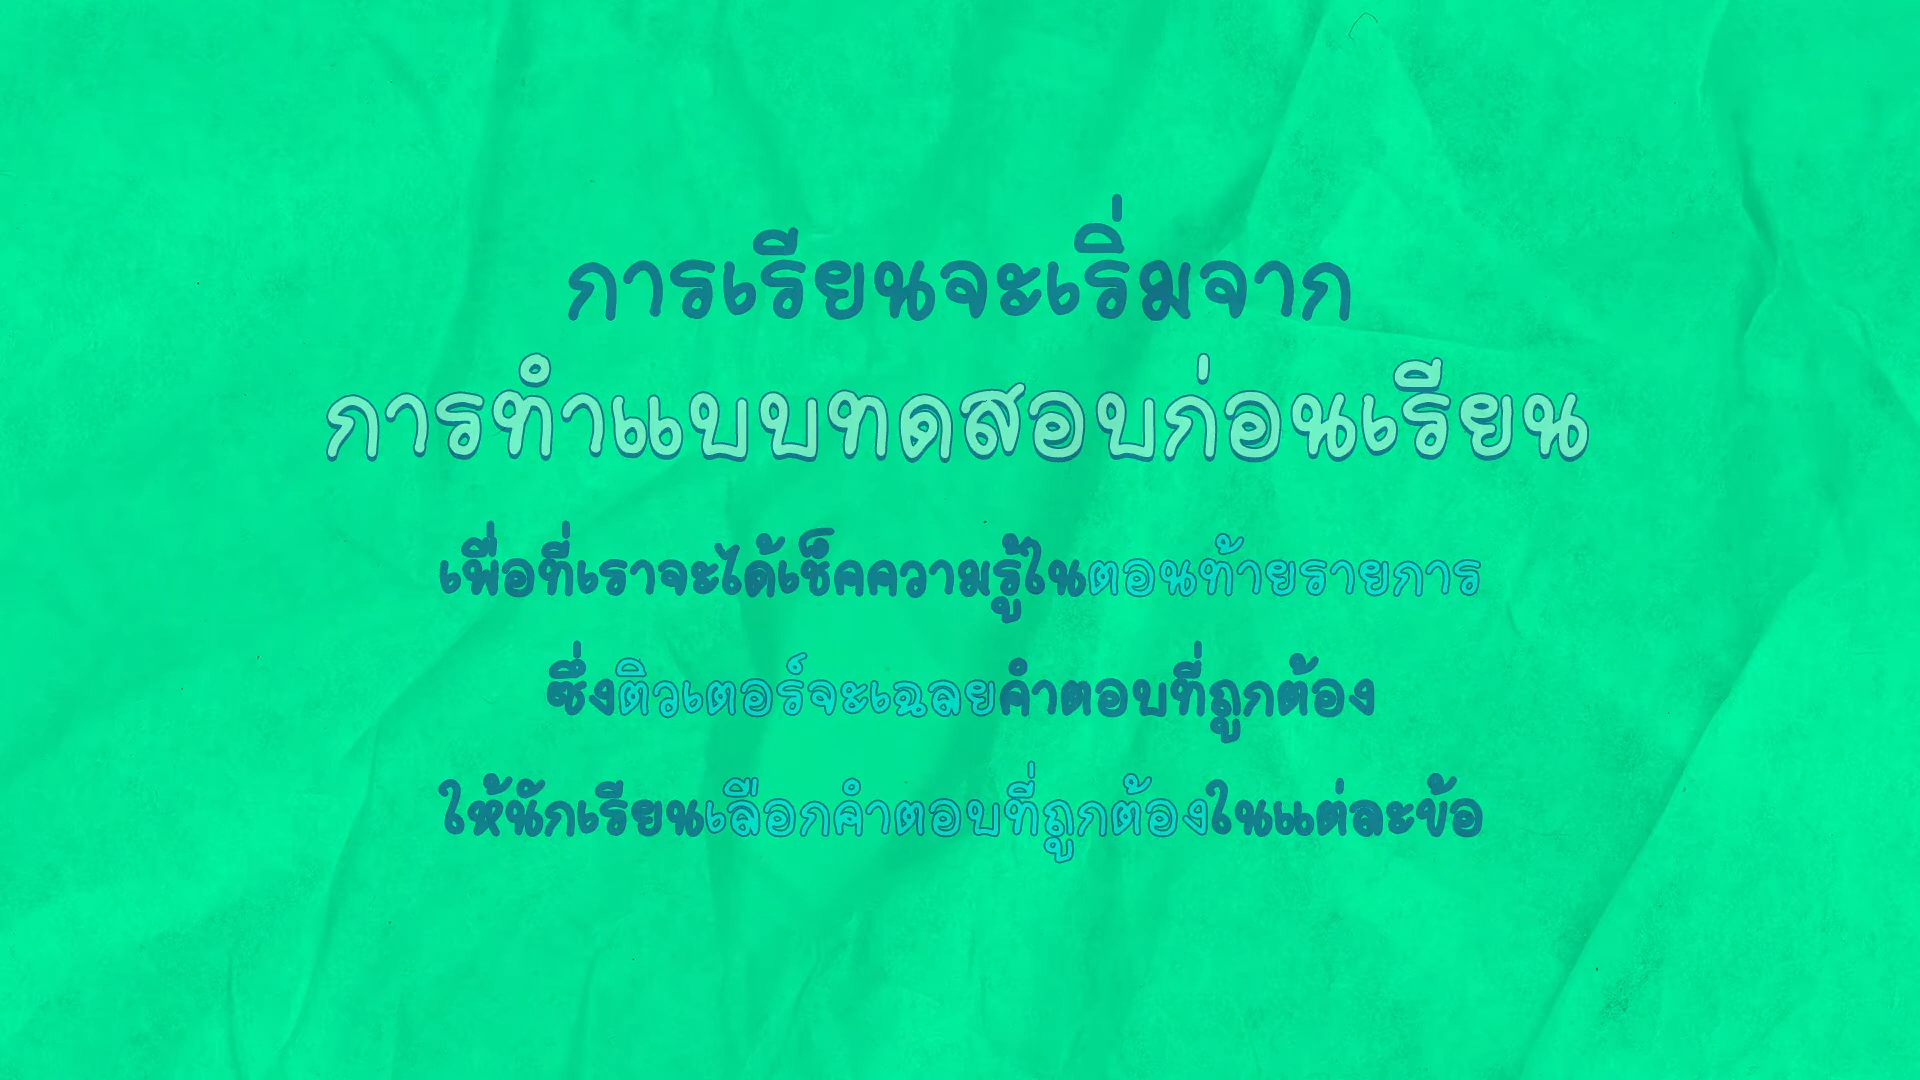 การเรียนจะเริ่มจาก
การทำแบบทดสอบก่อนเรียน
เพื่อที่เราจะได้เช็คความรู้ในตอนท้ายรายการ
ซึ่งติวเตอร์จะเฉลยคำตอบที่ถูกต้อง
ให้นักเรียนเลือกคำตอบที่ถูกต้องในแต่ละข้อ